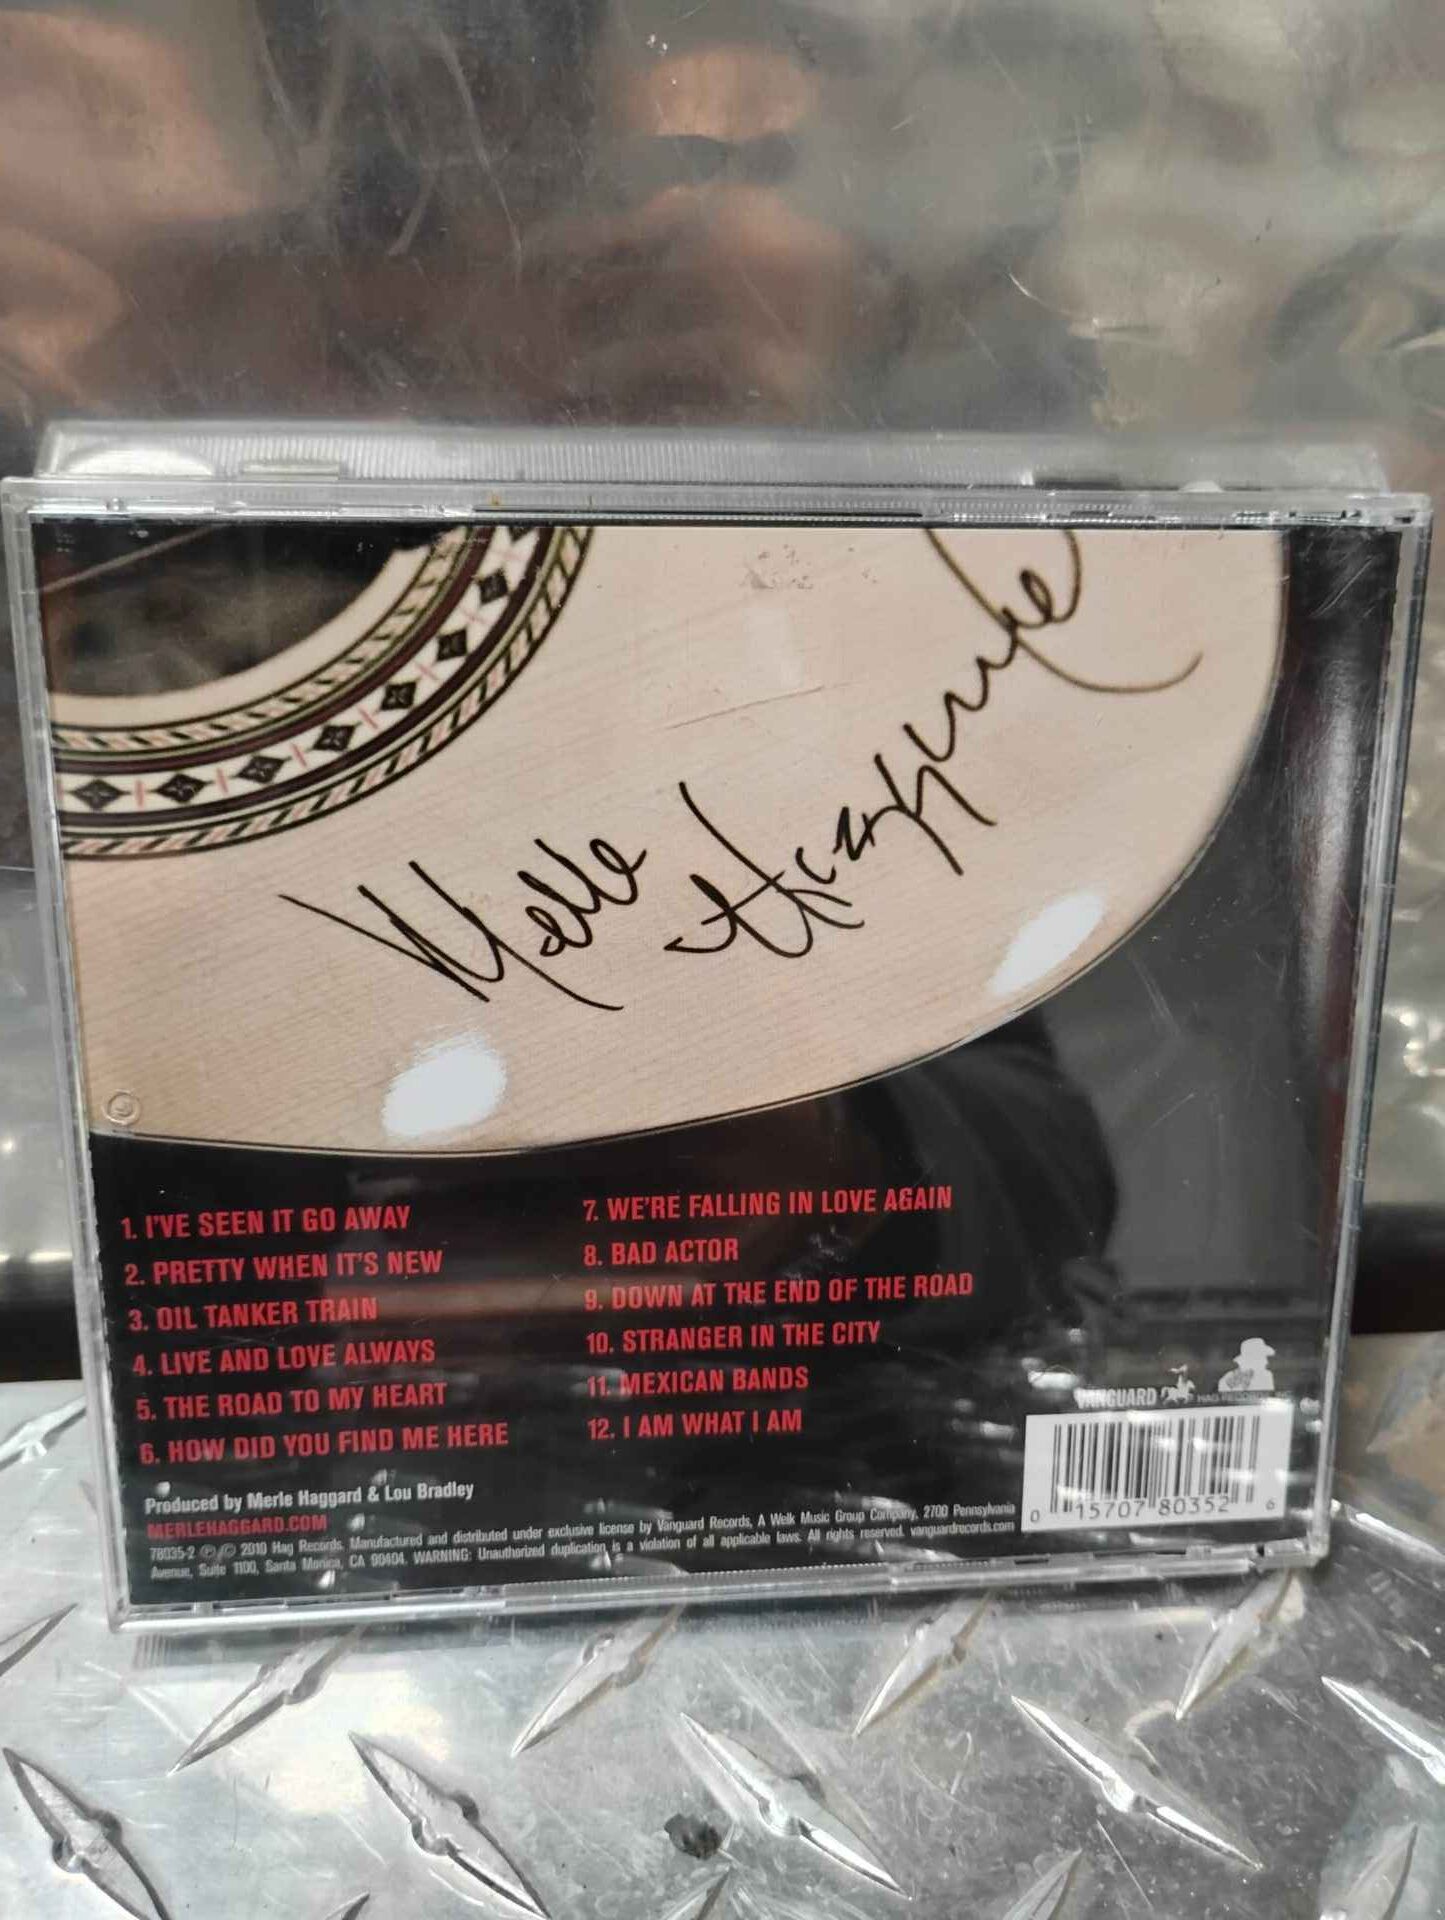 Merle Haggard
1. I'VE SEEN IT GO AWAY
2. PRETTY WHEN IT'S NEW
3. OIL TANKER TRAIN
4. LIVE AND LOVE ALWAYS
5. THE ROAD TO MY HEART
6. HOW DID YOU FIND ME HERE
7. WE'RE FALLING IN LOVE AGAIN
8. BAD ACTOR
9. DOWN AT THE END OF THE ROAD
10. STRANGER IN THE CITY
11. MEXICAN BANDS
12. I AM WHAT I AM
VANGUARD
HAG RECORDS, INC
Produced by Merle Haggard & Lou Bradley
MERLEHAGGARD.COM
78035-2 ℗/© 2010 Hag Records. Manufactured and distributed under exclusive license by Vanguard Records, A Welk Music Group Company, 2700 Pennsylvania
Avenue, Suite 1100, Santa Monica, CA 90404. WARNING: Unauthorized duplication is a violation of all applicable laws. All rights reserved. vanguardrecords.com
0 15707 80352 6